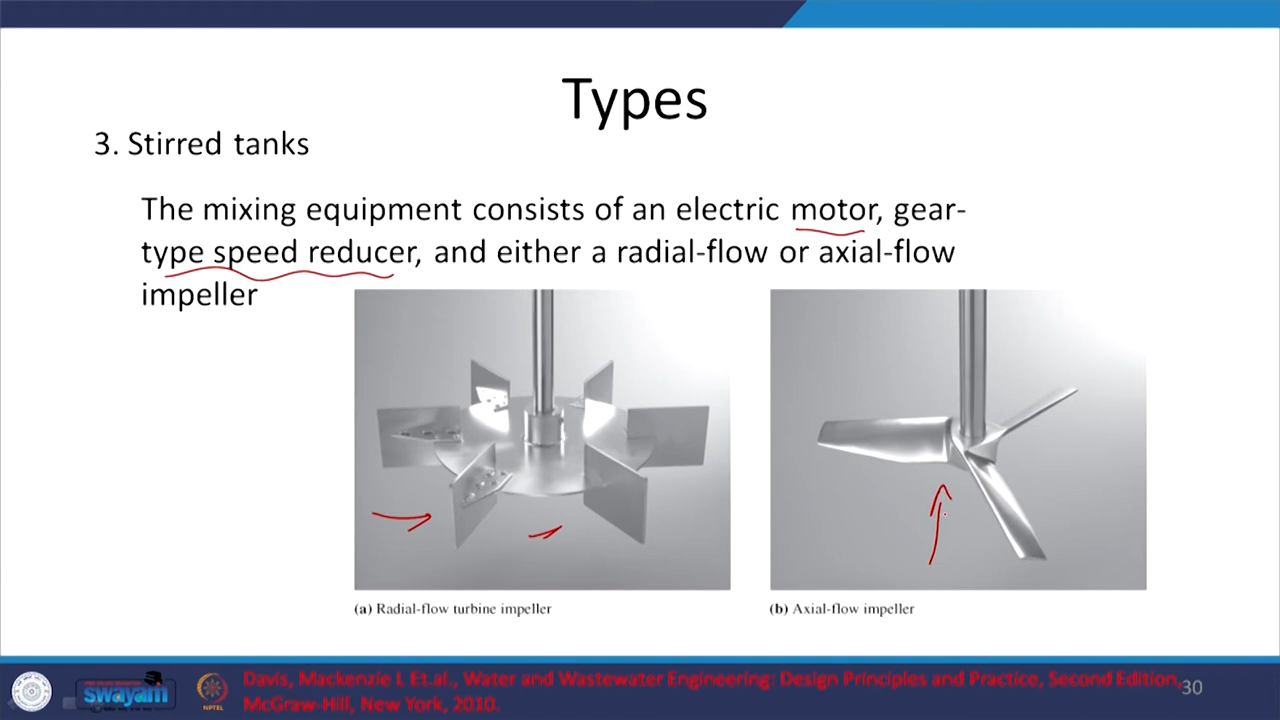 Types
3. Stirred tanks
The mixing equipment consists of an electric motor, gear-
type speed reducer, and either a radial-flow or axial-flow
impeller
(a) Radial-flow turbine impeller
(b) Axial-flow impeller
swayam
NPTEL
Davis, Mackenzie L Et.al., Water and Wastewater Engineering: Design Principles and Practice, Second Edition,
McGraw-Hill, New York, 2010.
30